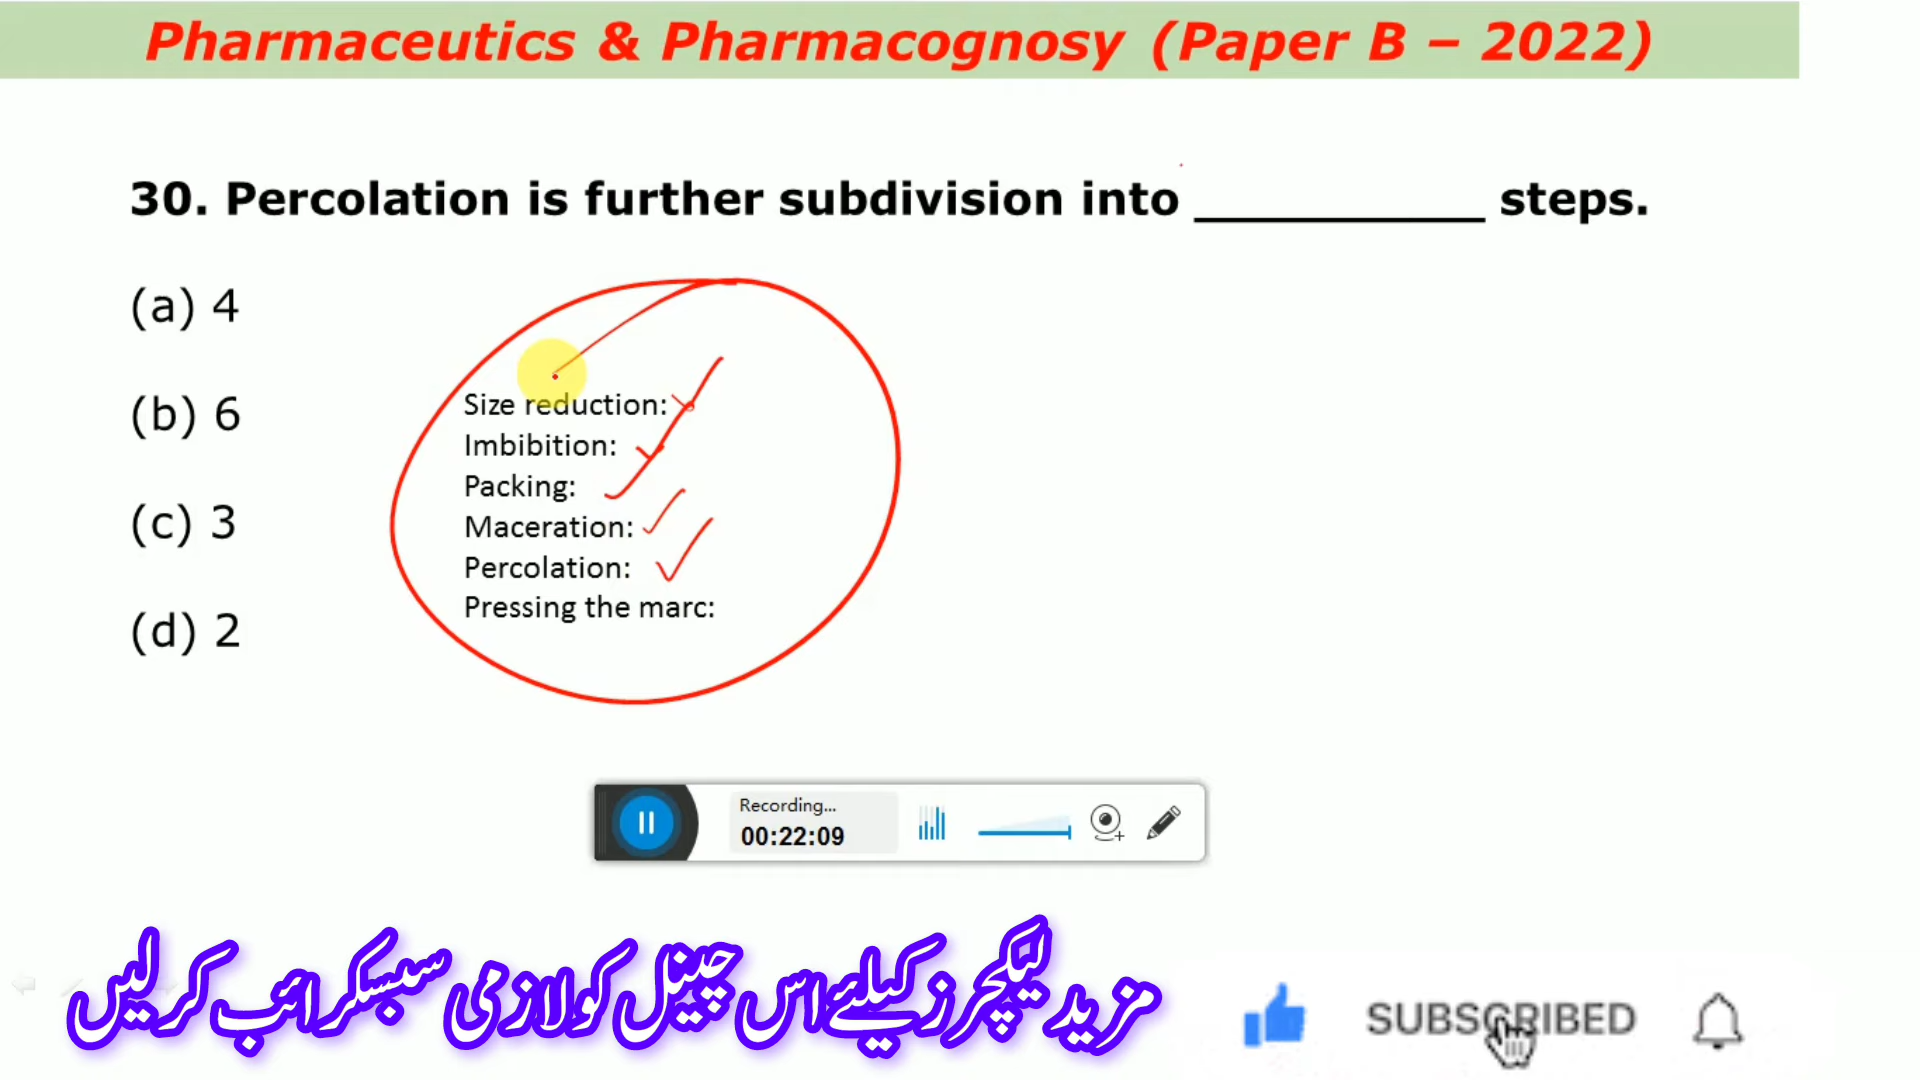 Pharmaceutics & Pharmacognosy (Paper B – 2022)
30. Percolation is further subdivision into ____________ steps.
(a) 4
(b) 6
(c) 3
(d) 2
Size reduction:
Imbibition:
Packing:
Maceration:
Percolation:
Pressing the marc:
Recording...
00:22:09
مزید لیکچرز کیلئے اس چینل کو لازمی سبسکرائب کر لیں
SUBSCRIBED